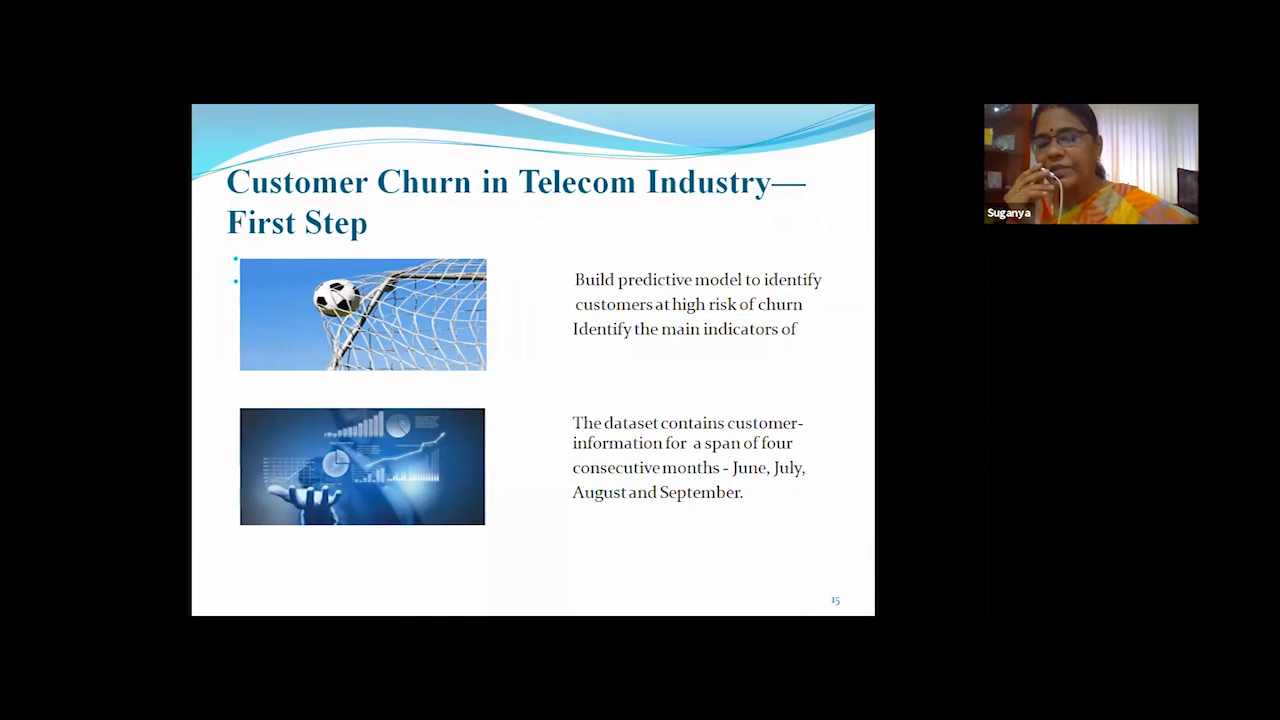 Customer Churn in Telecom Industry—
First Step
Build predictive model to identify
customers at high risk of churn
Identify the main indicators of
The dataset contains customer-
information for a span of four
consecutive months - June, July,
August and September.
15
Suganya